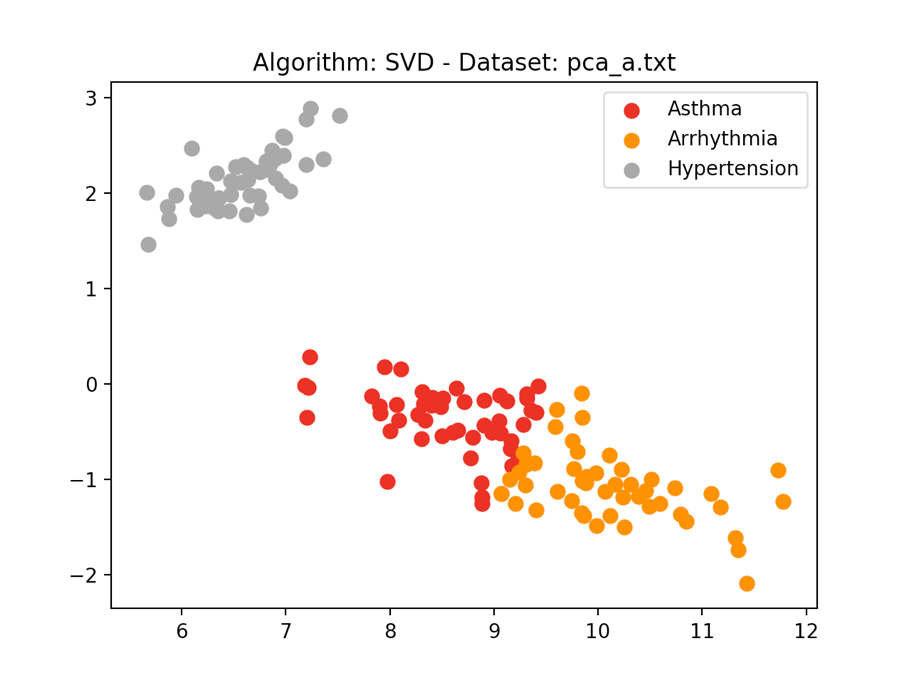 Algorithm: SVD - Dataset: pca_a.txt
Asthma
Arrhythmia
Hypertension
3
2
1
0
−1
−2
6 7 8 9 10 11 12